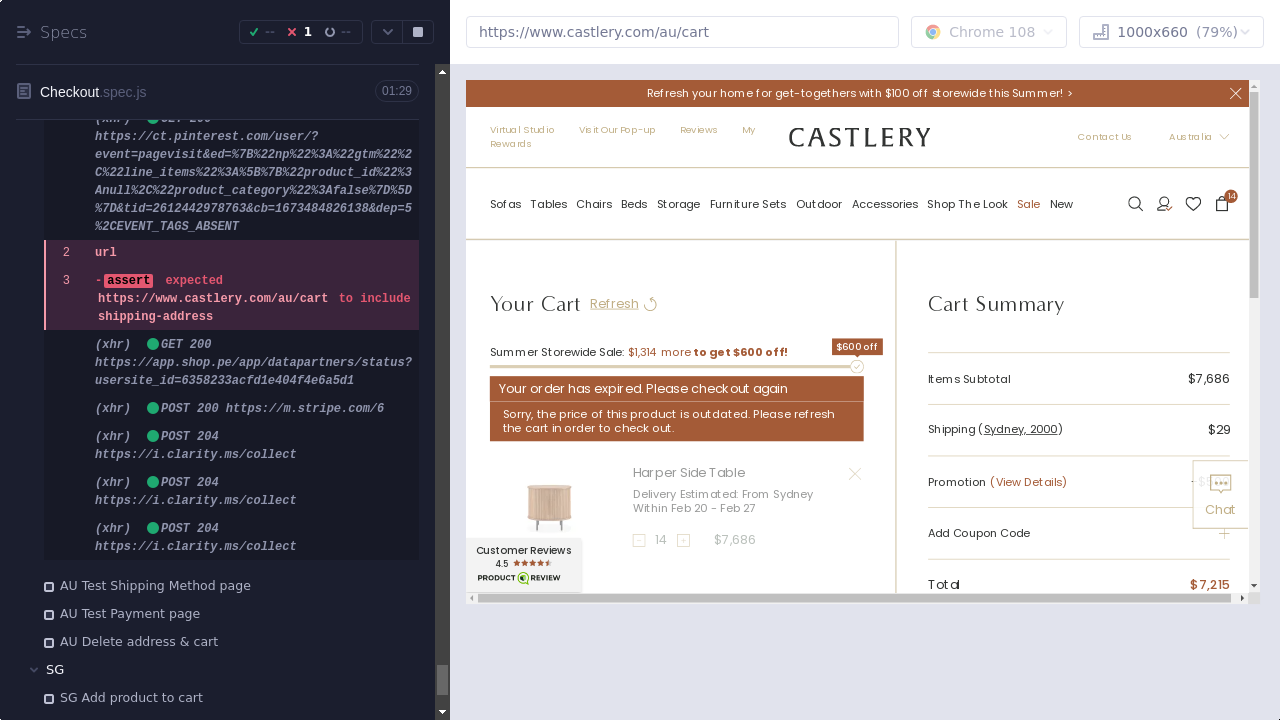 Specs
--
1
--
https://www.castlery.com/au/cart
Chrome 108
1000x660 (79%)
Checkout.spec.js
01:29
(xhr) GET 200
https://ct.pinterest.com/user/?
event=pagevisit&ed=%7B%22np%22%3A%22gtm%22%2
C%22line_items%22%3A%5B%7B%22product_id%22%3
Anull%2C%22product_category%22%3Afalse%7D%5D
%7D&tid=2612442978763&cb=1673484826138&dep=5
%2CEVENT_TAGS_ABSENT
2 url
3 -assert expected
https://www.castlery.com/au/cart to include
shipping-address
(xhr) GET 200
https://app.shop.pe/app/datapartners/status?
usersite_id=6358233acfd1e404f4e6a5d1
(xhr) POST 200 https://m.stripe.com/6
(xhr) POST 204
https://i.clarity.ms/collect
(xhr) POST 204
https://i.clarity.ms/collect
(xhr) POST 204
https://i.clarity.ms/collect
AU Test Shipping Method page
AU Test Payment page
AU Delete address & cart
SG
SG Add product to cart
Refresh your home for get-togethers with $100 off storewide this Summer! >
Virtual Studio Visit Our Pop-up Reviews My
Rewards
CASTLERY
Contact Us Australia
Sofas Tables Chairs Beds Storage Furniture Sets Outdoor Accessories Shop The Look Sale New
14
Your Cart Refresh
Summer Storewide Sale: $1,314 more to get $600 off!
$600 off
Your order has expired. Please check out again
Sorry, the price of this product is outdated. Please refresh
the cart in order to check out.
Harper Side Table
Delivery Estimated: From Sydney
Within Feb 20 - Feb 27
- 14 + $7,686
Customer Reviews
4.5
PRODUCT REVIEW
Cart Summary
Items Subtotal $7,686
Shipping (Sydney, 2000) $29
Promotion (View Details)
Chat
Add Coupon Code +
Total $7,215